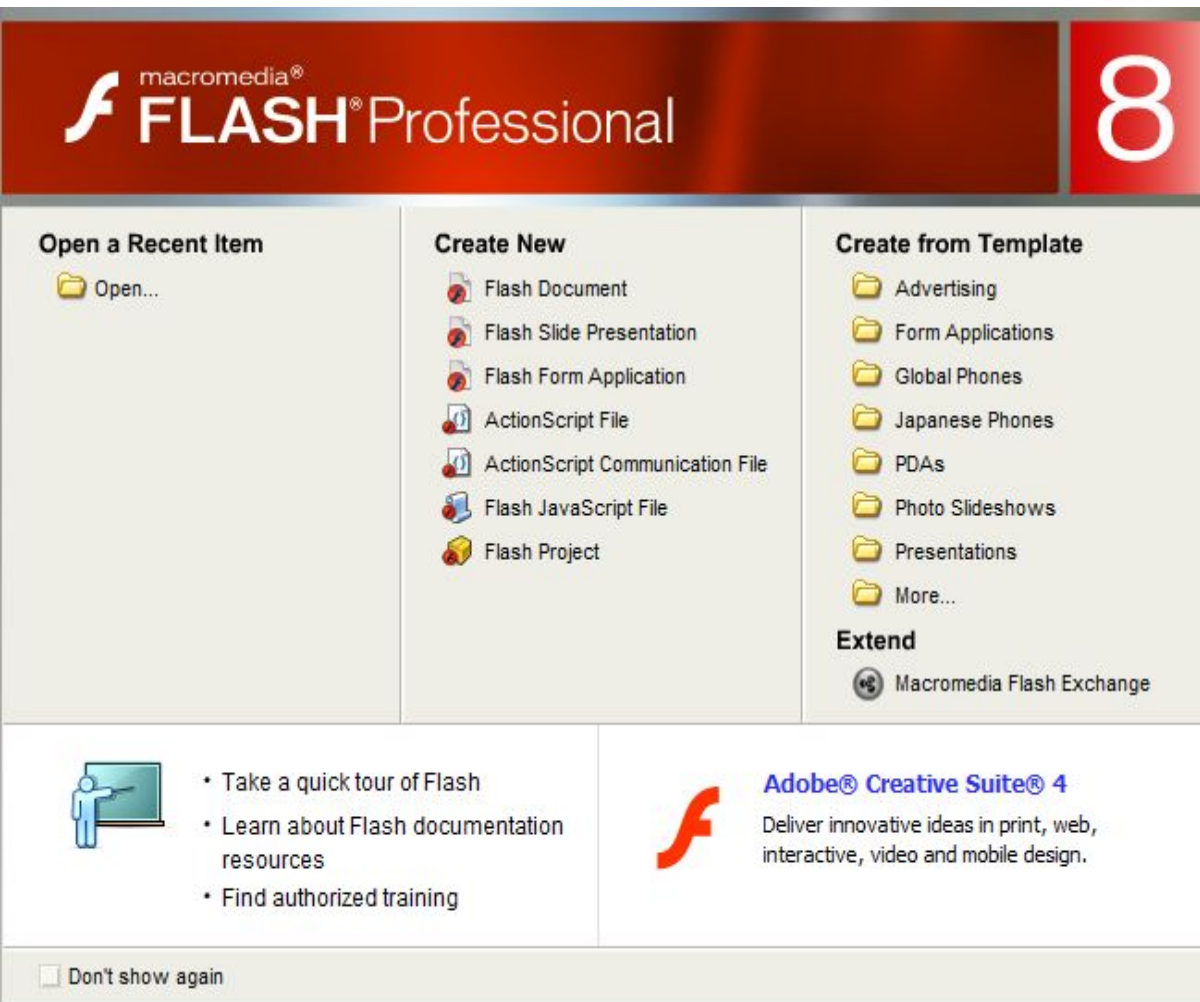 macromedia®
FLASH® Professional
8
Open a Recent Item
Open...
Create New
Flash Document
Flash Slide Presentation
Flash Form Application
ActionScript File
ActionScript Communication File
Flash JavaScript File
Flash Project
Create from Template
Advertising
Form Applications
Global Phones
Japanese Phones
PDAs
Photo Slideshows
Presentations
More...
Extend
Macromedia Flash Exchange
• Take a quick tour of Flash
• Learn about Flash documentation
resources
• Find authorized training
Adobe® Creative Suite® 4
Deliver innovative ideas in print, web,
interactive, video and mobile design.
Don't show again